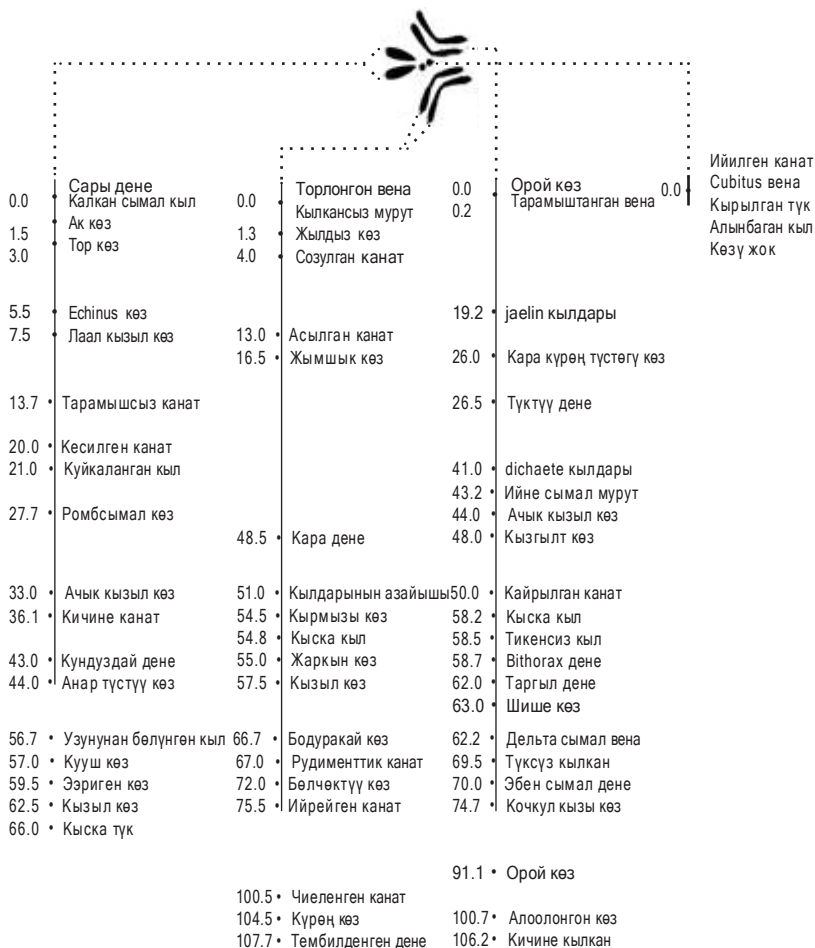 Сары дене
0.0 Калкан сымал кыл
Ак көз
1.5
Тор көз
3.0
5.5 Echinus көз
7.5 Лаал кызыл көз
13.7 Тарамышсыз канат
20.0 Кесилген канат
21.0 Куйкаланган кыл
27.7 Ромбсымал көз
33.0 Ачык кызыл көз
36.1 Кичине канат
43.0 Кундуздай дене
44.0 Анар түстүү көз
56.7 Узунунан бөлүнгөн кыл
57.0 Кууш көз
59.5 Ээриген көз
62.5 Кызыл көз
66.0 Кыска түк
0.0 Торлонгон вена
Кылкансыз мурут
1.3 Жылдыз көз
4.0 Созулган канат
13.0 Асылган канат
16.5 Жымшык көз
48.5 Кара дене
51.0 Кылдарынын азайышы
54.5 Кырмызы көз
54.8 Кыска кыл
55.0 Жаркын көз
57.5 Кызыл көз
66.7 Бодуракай көз
67.0 Рудименттик канат
72.0 Бөлчөктүү көз
75.5 Ийрейген канат
100.5 Чиеленген канат
104.5 Күрөң көз
107.7 Тембилденген дене
0.0 Орой көз
0.2 Тарамыштанган вена
19.2 jaelin кылдары
26.0 Кара күрөң түстөгү көз
26.5 Түктүү дене
41.0 dichaete кылдары
43.2 Ийне сымал мурут
44.0 Ачык кызыл көз
48.0 Кызгылт көз
50.0 Кайрылган канат
58.2 Кыска кыл
58.5 Тикенсиз кыл
58.7 Bithorax дене
62.0 Таргыл дене
63.0 Шише көз
62.2 Дельта сымал вена
69.5 Түксүз кылкан
70.0 Эбен сымал дене
74.7 Кочкул кызы көз
91.1 Орой көз
100.7 Алоолонгон көз
106.2 Кичине кылкан
0.0
Ийилген канат
Cubitus вена
Кырылган түк
Алынбаган кыл
Көзү жок